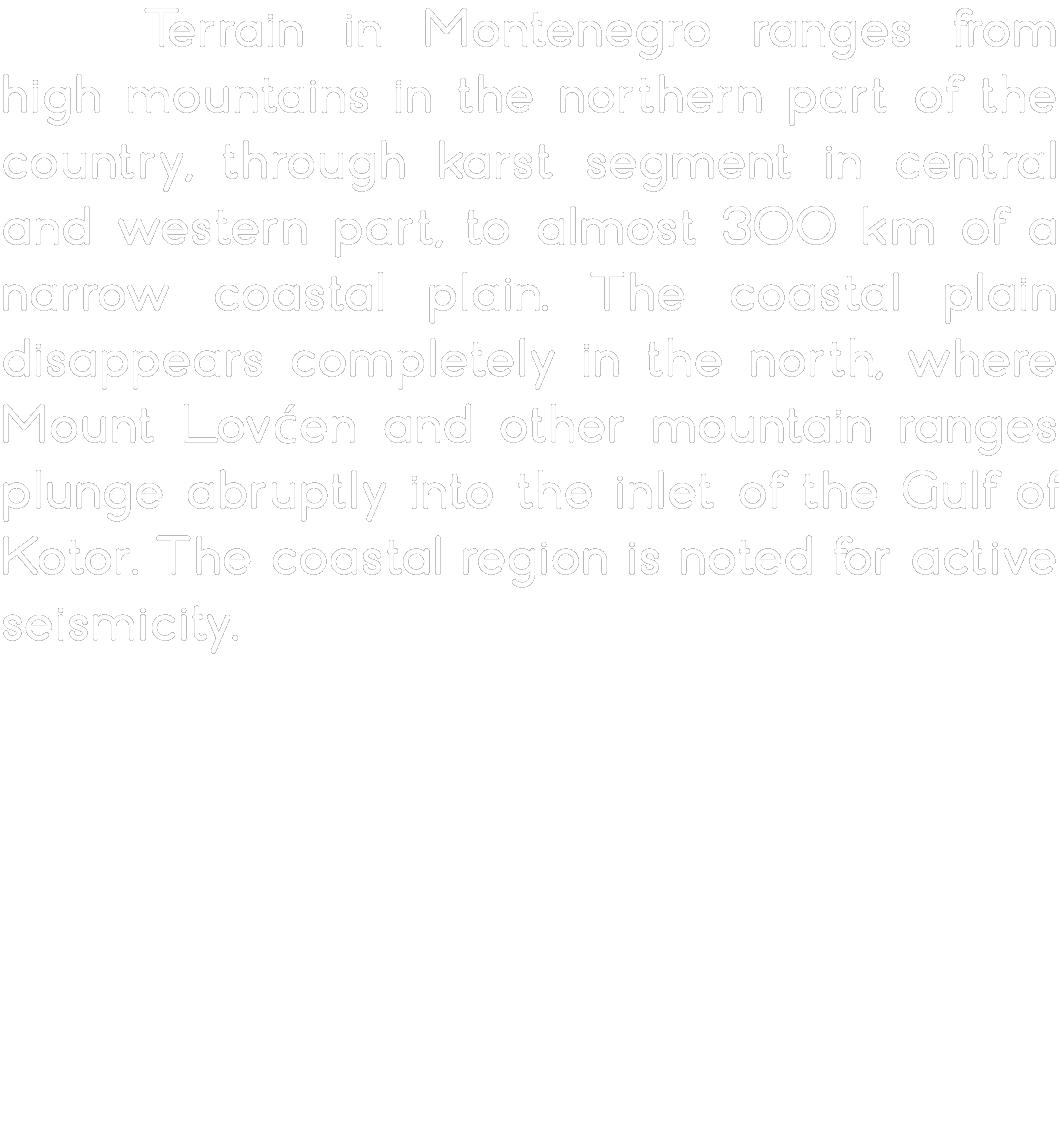 Terrain in Montenegro ranges from
high mountains in the northern part of the
country, through karst segment in central
and western part, to almost 300 km of a
narrow coastal plain. The coastal plain
disappears completely in the north, where
Mount Lovćen and other mountain ranges
plunge abruptly into the inlet of the Gulf of
Kotor. The coastal region is noted for active
seismicity.